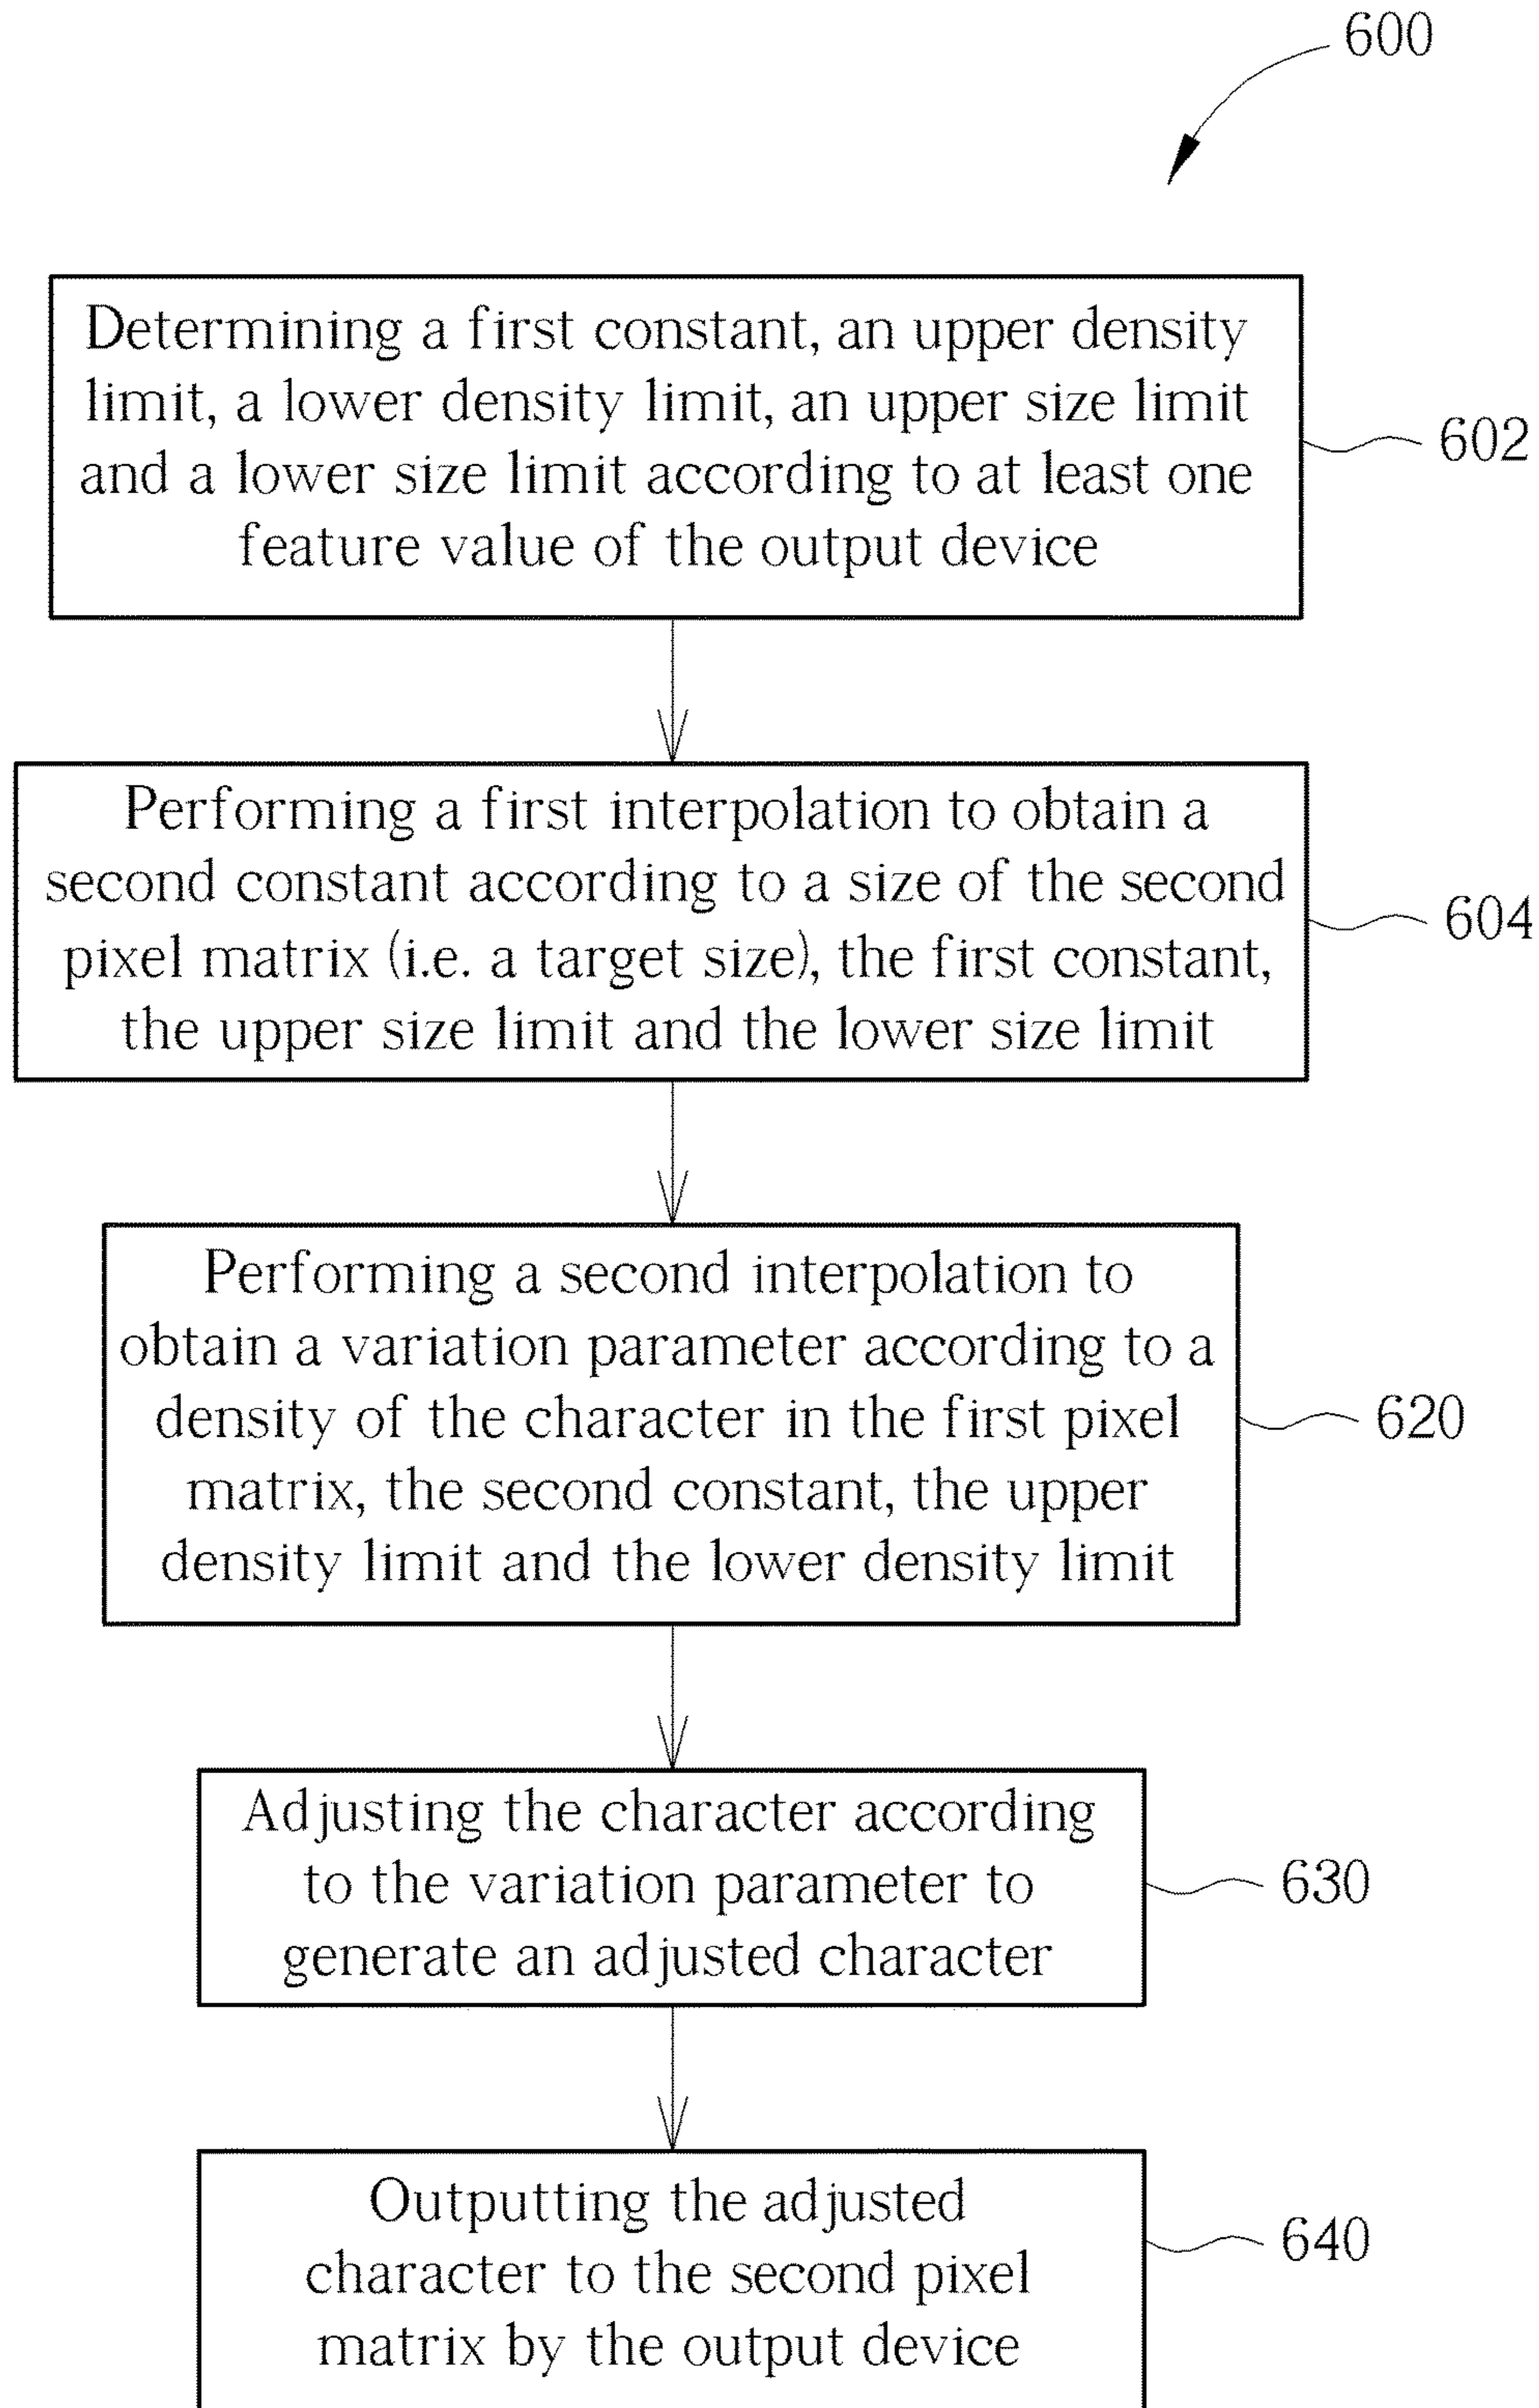 600
Determining a first constant, an upper density
limit, a lower density limit, an upper size limit
and a lower size limit according to at least one
feature value of the output device
602
Performing a first interpolation to obtain a
second constant according to a size of the second
pixel matrix (i.e. a target size), the first constant,
the upper size limit and the lower size limit
604
Performing a second interpolation to
obtain a variation parameter according to a
density of the character in the first pixel
matrix, the second constant, the upper
density limit and the lower density limit
620
Adjusting the character according
to the variation parameter to
generate an adjusted character
630
Outputting the adjusted
character to the second pixel
matrix by the output device
640